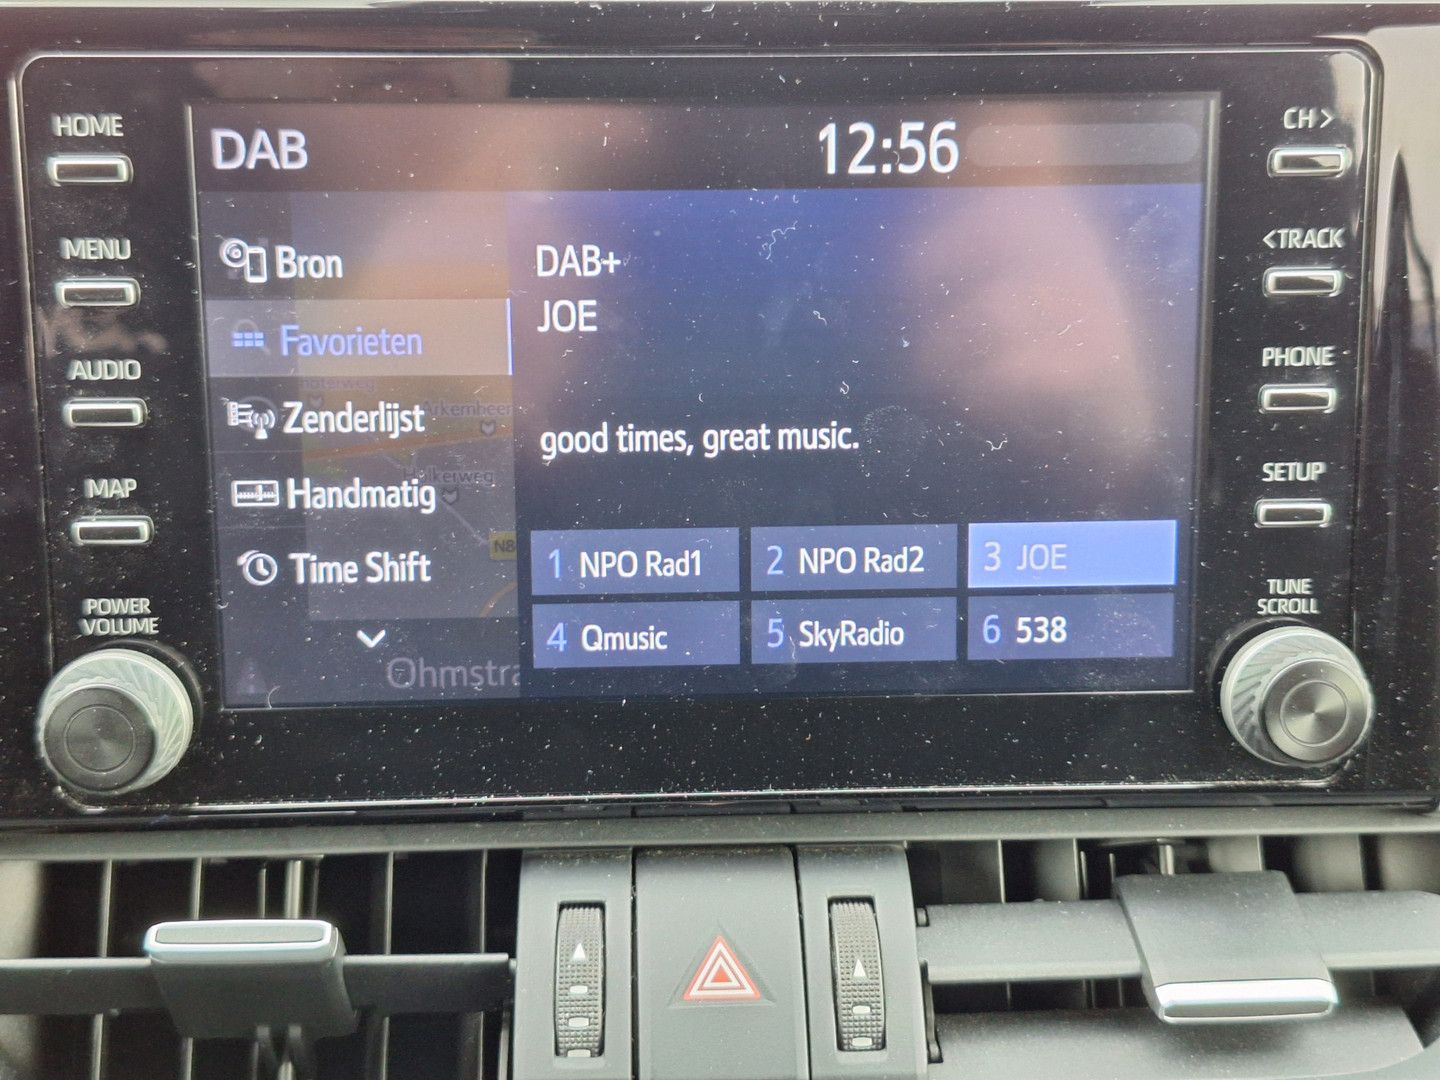 HOME
MENU
AUDIO
MAP
POWER
VOLUME
DAB
12:56
Bron
Favorieten
Zenderlijst
Handmatig
Time Shift
Arkembeer
Ohmstra
DAB+
JOE
good times, great music.
1 NPO Rad1
2 NPO Rad2
3 JOE
4 Qmusic
5 SkyRadio
6 538
CH >
< TRACK
PHONE
SETUP
TUNE
SCROLL